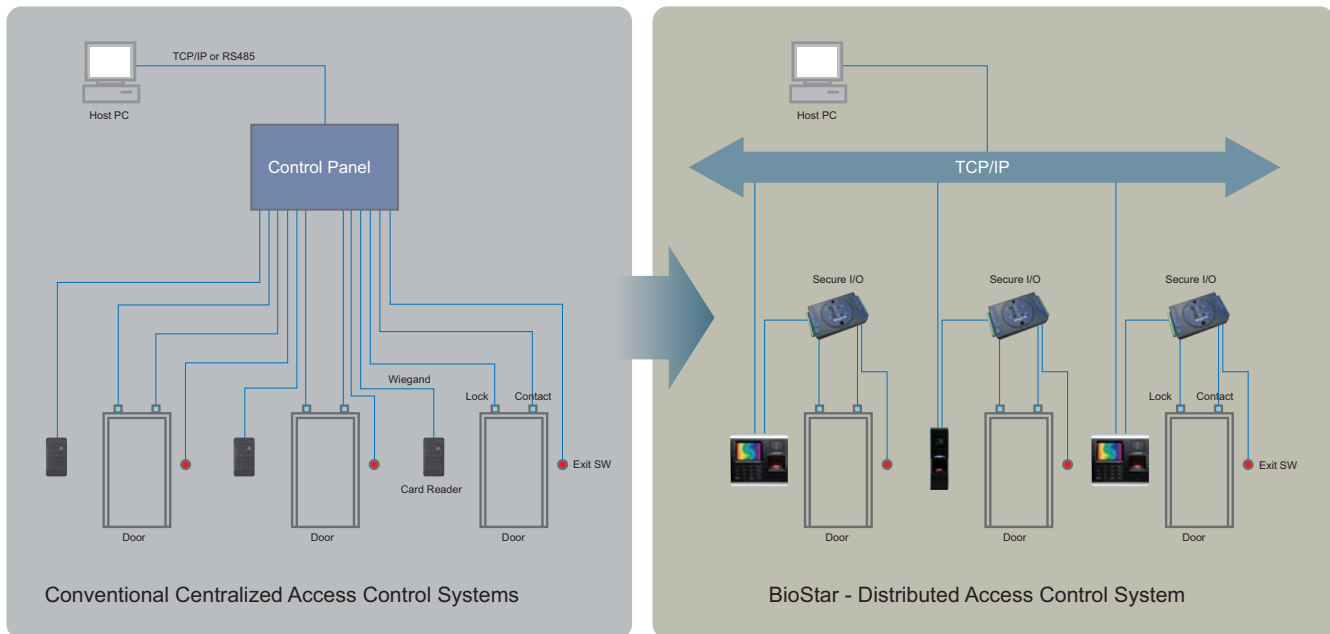 TCP/IP or RS485
Host PC
Control Panel
Wiegand
Lock
Contact
Exit SW
Card Reader
Door
Door
Door
Conventional Centralized Access Control Systems
Host PC
TCP/IP
Secure I/O
Secure I/O
Secure I/O
Lock
Contact
Exit SW
Door
Door
Door
BioStar - Distributed Access Control System